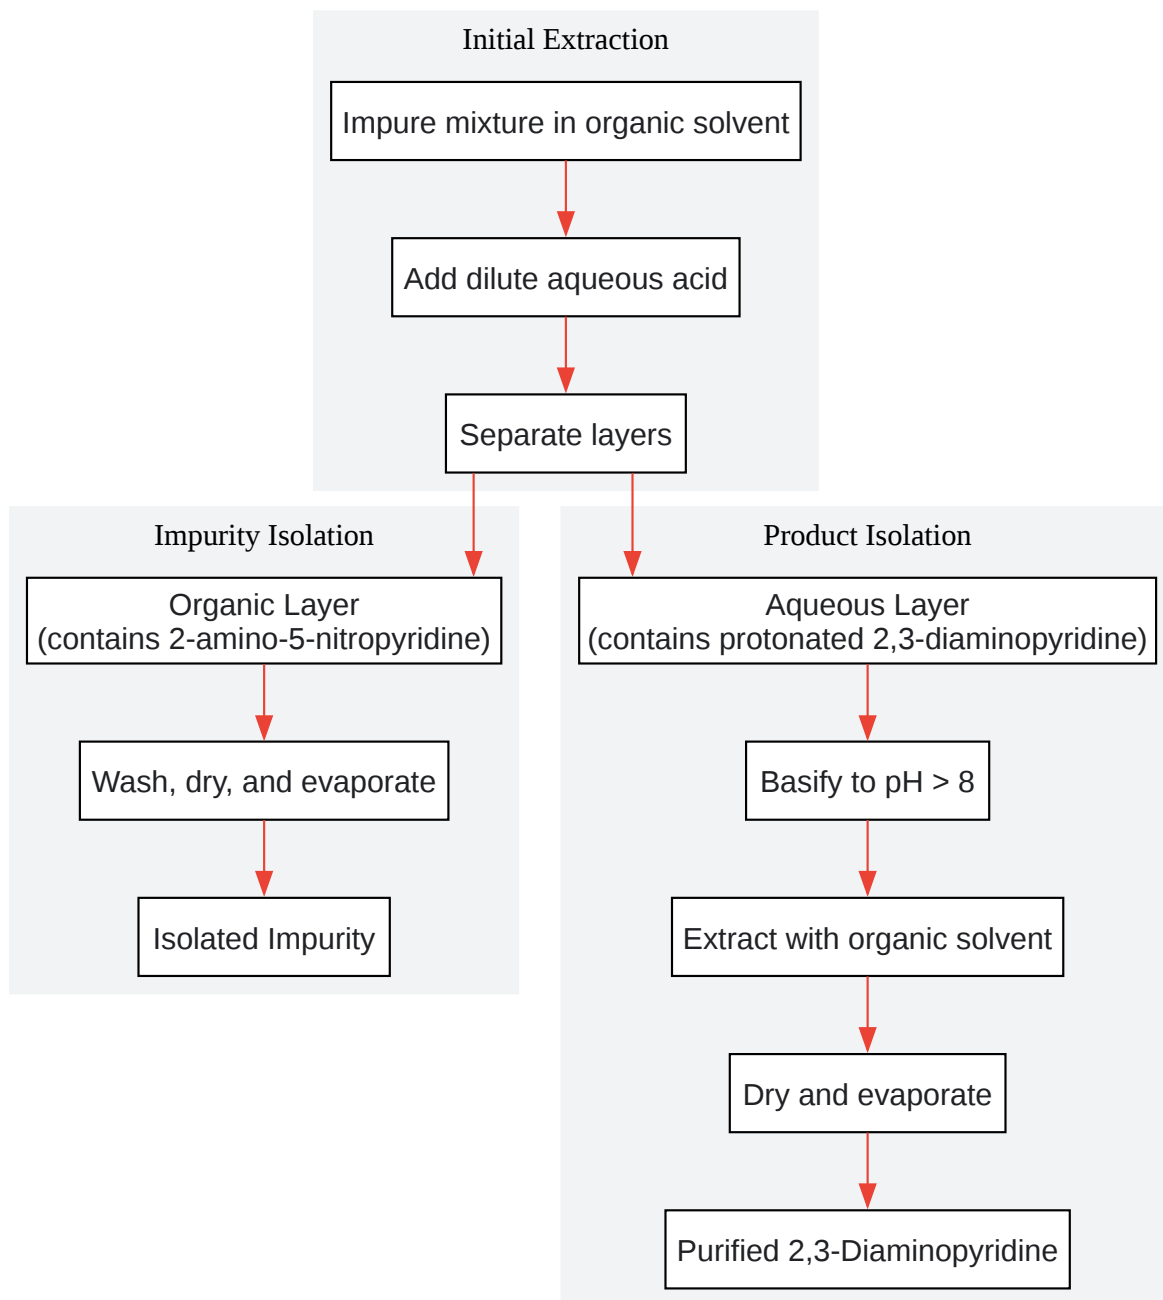 Initial Extraction
Impure mixture in organic solvent
Add dilute aqueous acid
Separate layers
Impurity Isolation
Organic Layer
(contains 2-amino-5-nitropyridine)
Wash, dry, and evaporate
Isolated Impurity
Product Isolation
Aqueous Layer
(contains protonated 2,3-diaminopyridine)
Basify to pH > 8
Extract with organic solvent
Dry and evaporate
Purified 2,3-Diaminopyridine